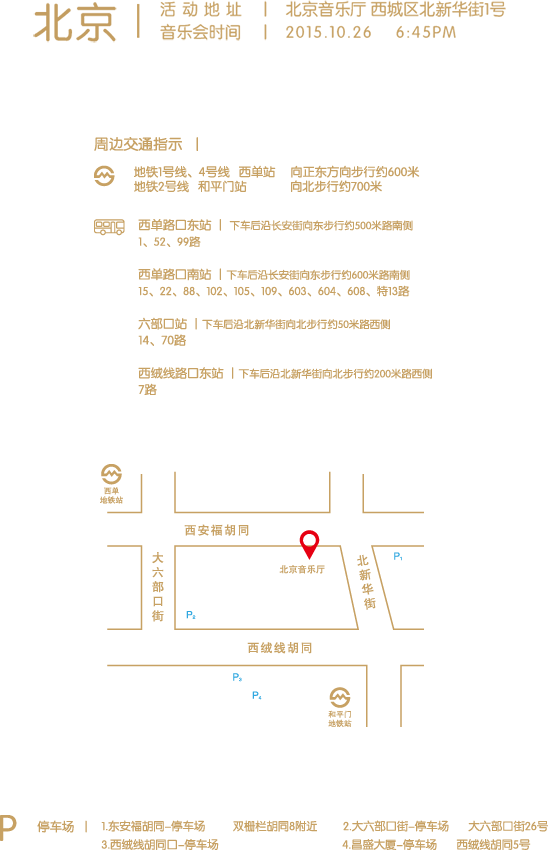 北京
活动地址 北京音乐厅 西城区北新华街1号
音乐会时间 2015.10.26 6:45PM
周边交通指示
地铁1号线、4号线 西单站 向正东方向步行约600米
地铁2号线 和平门站 向北步行约700米
西单路口东站 下车后沿长安街向东步行约500米路南侧
1、52、99路
西单路口南站 下车后沿长安街向东步行约600米路南侧
15、22、88、102、105、109、603、604、608、特13路
六部口站 下车后沿北新华街向北步行约50米路西侧
14、70路
西绒线路口东站 下车后沿北新华街向北步行约200米路西侧
7路
西单
地铁站
西安福胡同
大六部口街
北京音乐厅
北新华街
P1
P2
西绒线胡同
P3
P4
和平门
地铁站
P 停车场 1.东安福胡同-停车场 双栅栏胡同8附近 2.大六部口街-停车场 大六部口街26号
3.西绒线胡同口-停车场 4.昌盛大厦-停车场 西绒线胡同5号